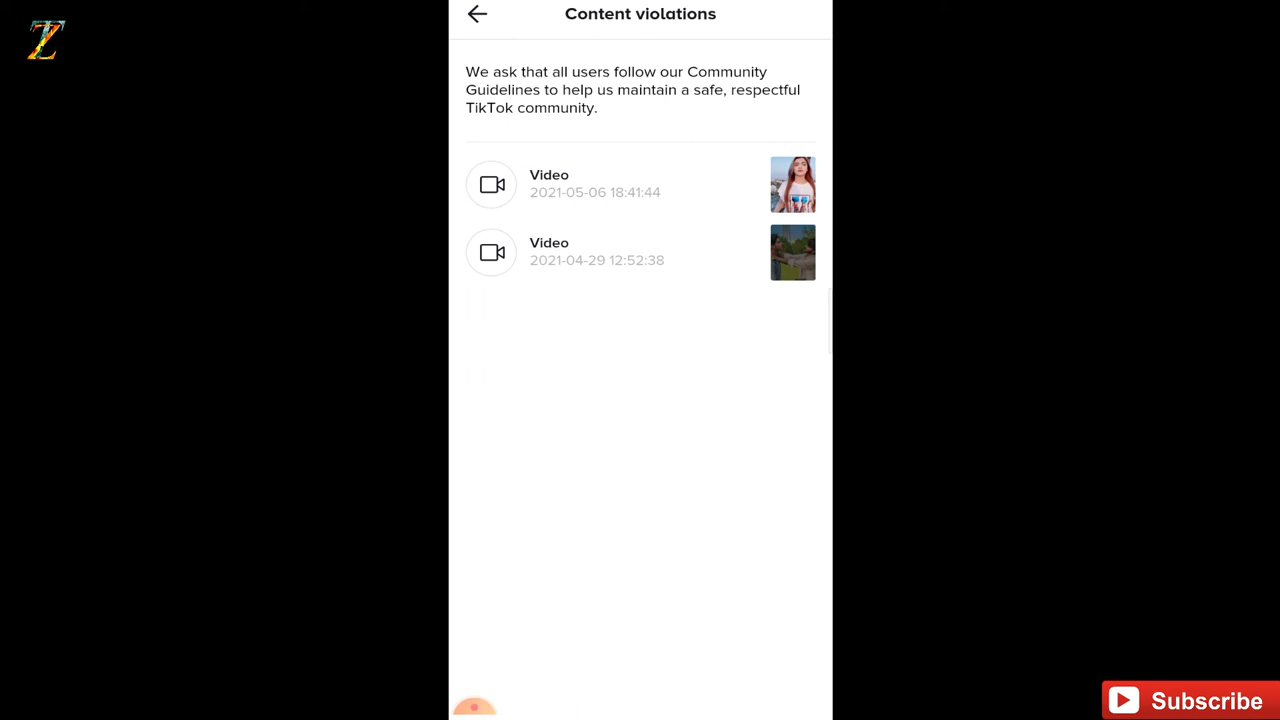 Z
Content violations
We ask that all users follow our Community
Guidelines to help us maintain a safe, respectful
TikTok community.
Video
2021-05-06 18:41:44
Video
2021-04-29 12:52:38
Subscribe